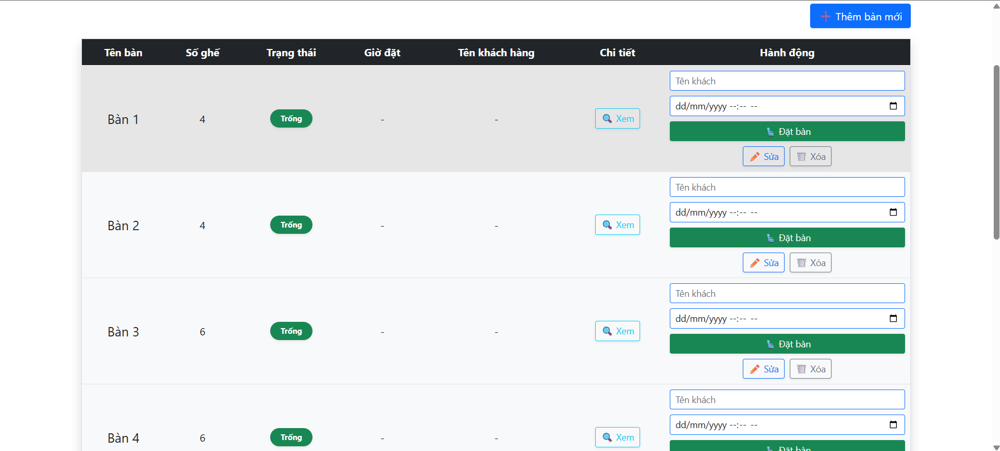 Thêm bàn mới
Tên bàn Số ghế Trạng thái Giờ đặt Tên khách hàng Chi tiết Hành động
Tên khách
dd/mm/yyyy --:-- --
Bàn 1 4 Trống - - Xem
Đặt bàn
Sửa Xóa
Tên khách
dd/mm/yyyy --:-- --
Bàn 2 4 Trống - - Xem
Đặt bàn
Sửa Xóa
Tên khách
dd/mm/yyyy --:-- --
Bàn 3 6 Trống - - Xem
Đặt bàn
Sửa Xóa
Tên khách
dd/mm/yyyy --:-- --
Bàn 4 6 Trống - - Xem
Đặt bàn